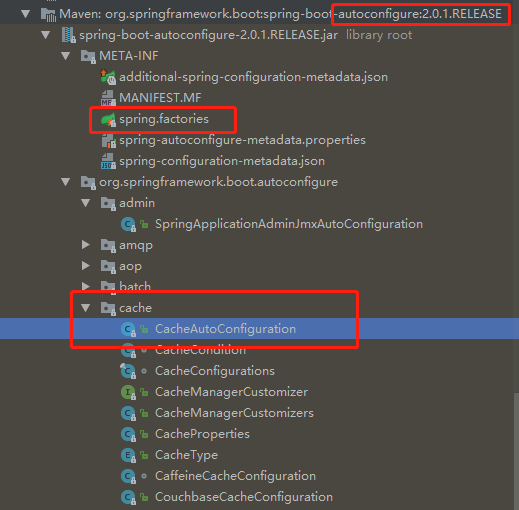 Maven: org.springframework.boot:spring-boot-autoconfigure:2.0.1.RELEASE
spring-boot-autoconfigure-2.0.1.RELEASE.jar library root
META-INF
additional-spring-configuration-metadata.json
MANIFEST.MF
spring.factories
spring-autoconfigure-metadata.properties
spring-configuration-metadata.json
org.springframework.boot.autoconfigure
admin
SpringApplicationAdminJmxAutoConfiguration
amqp
aop
batch
cache
CacheAutoConfiguration
CacheCondition
CacheConfigurations
CacheManagerCustomizer
CacheManagerCustomizers
CacheProperties
CacheType
CaffeineCacheConfiguration
CouchbaseCacheConfiguration